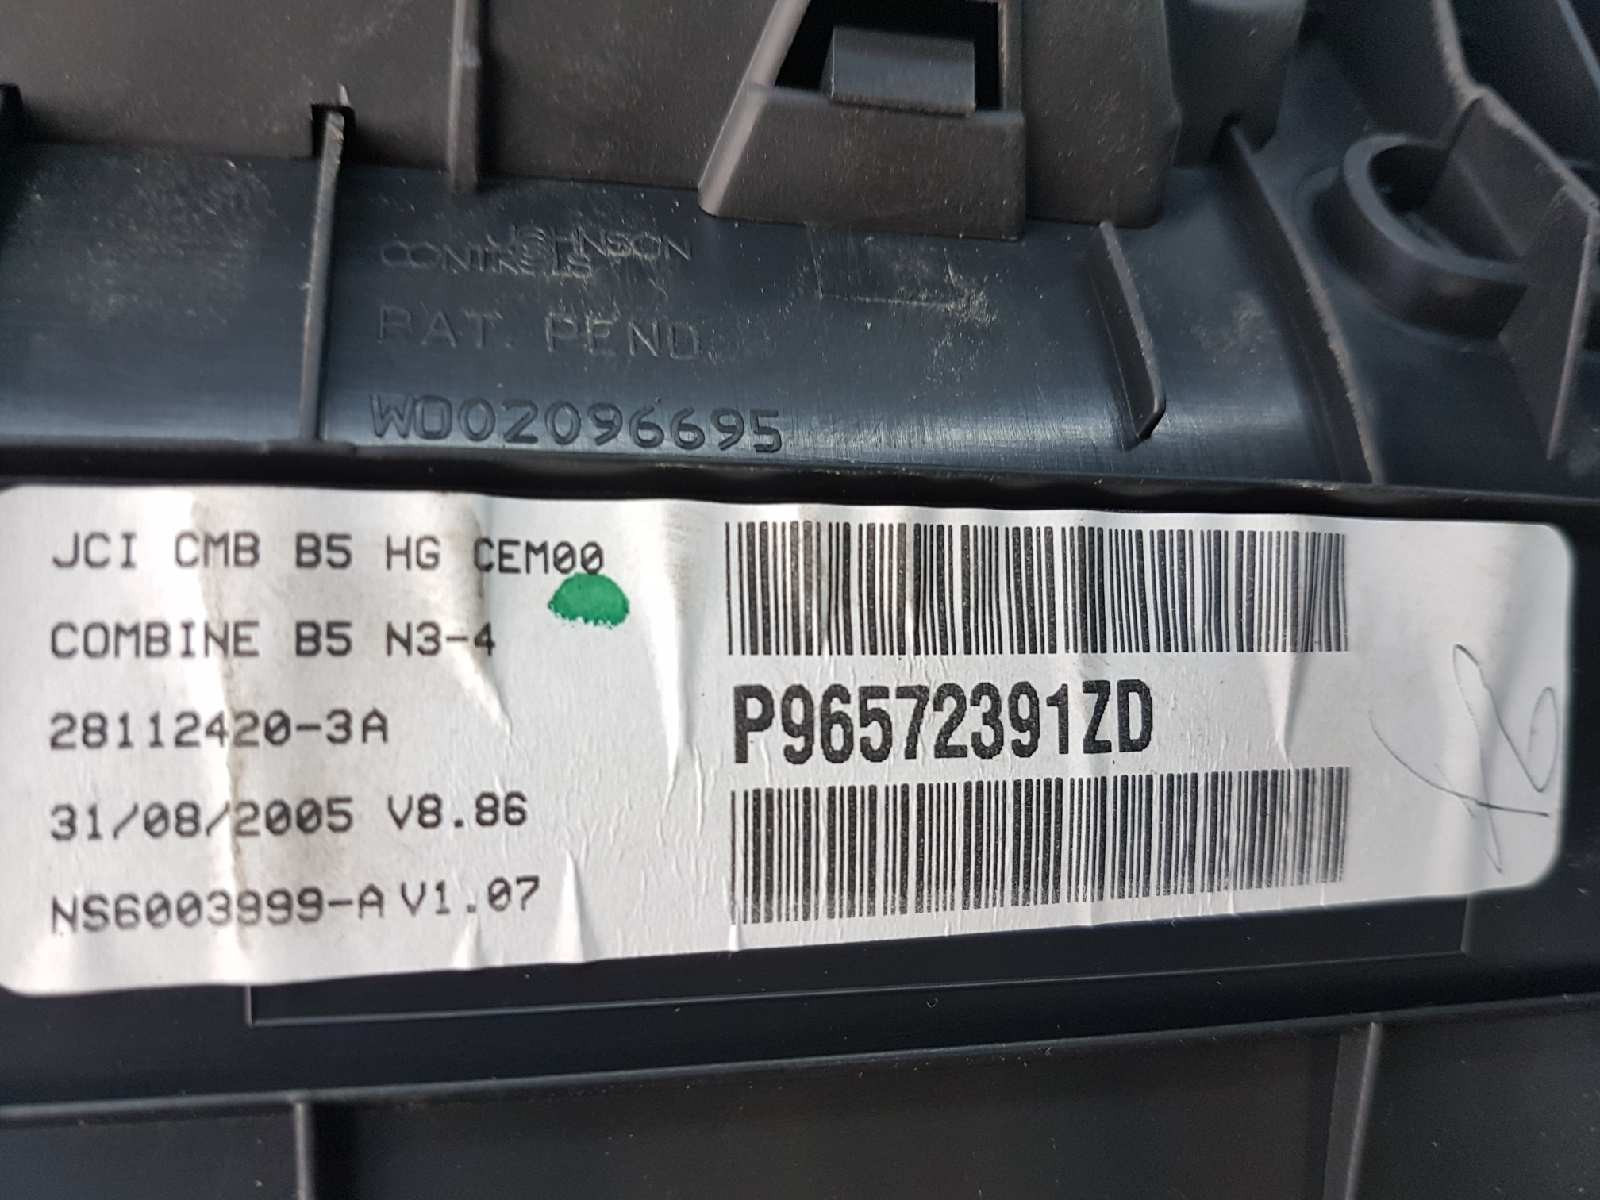 JOHNSON
CONTROLS
PAT. PEND.
WO02096695
JCI CMB B5 HG CEM00
COMBINE B5 N3-4
28112420-3A
31/08/2005 V8.86
NS6003999-A V1.07
P96572391ZD